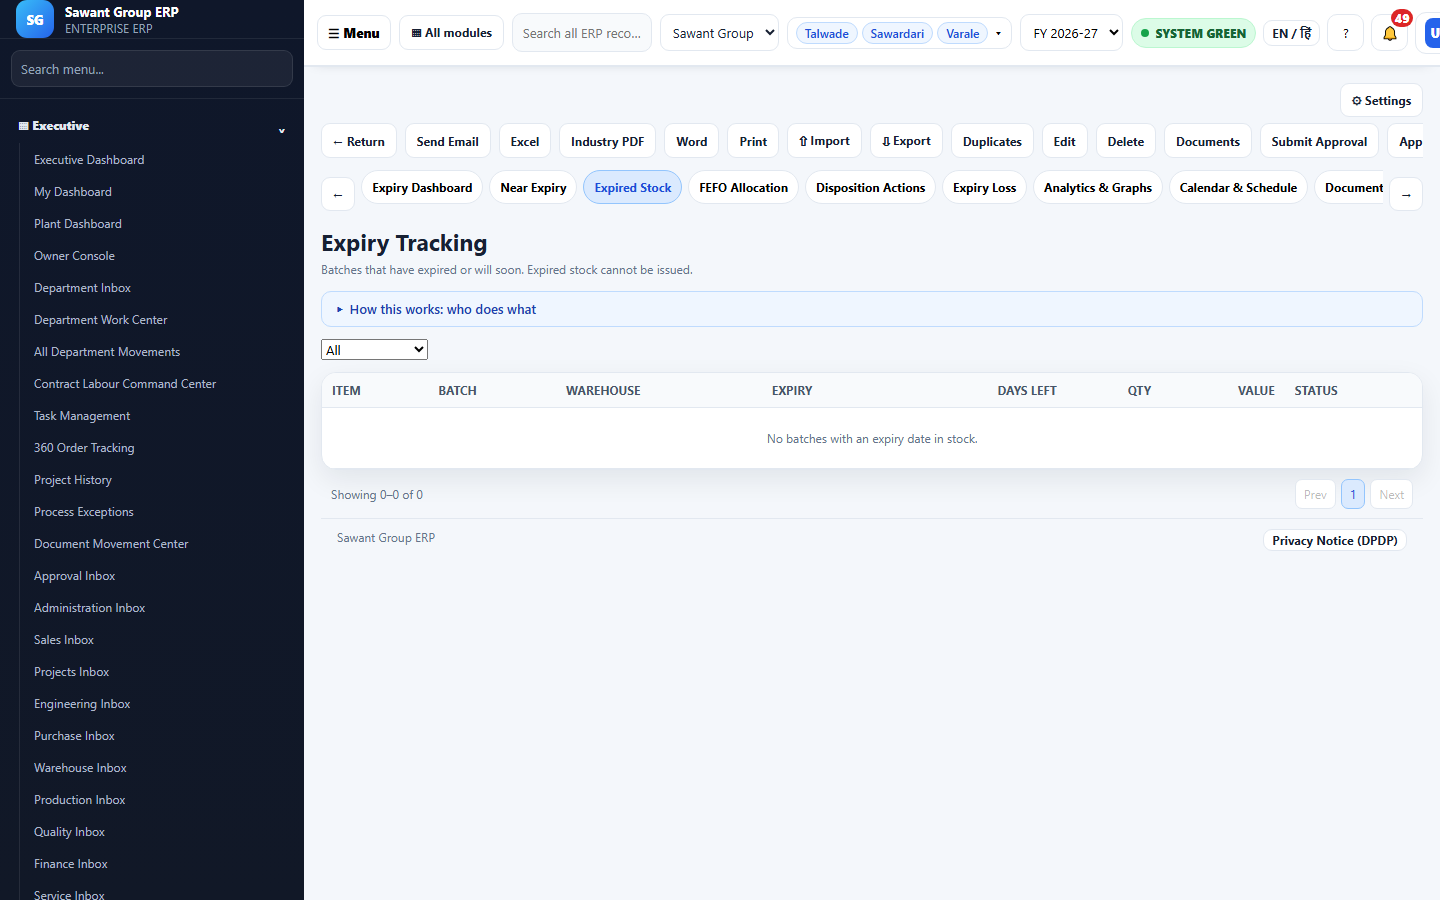 SG
Sawant Group ERP
ENTERPRISE ERP
Search menu...
Executive
Executive Dashboard
My Dashboard
Plant Dashboard
Owner Console
Department Inbox
Department Work Center
All Department Movements
Contract Labour Command Center
Task Management
360 Order Tracking
Project History
Process Exceptions
Document Movement Center
Approval Inbox
Administration Inbox
Sales Inbox
Projects Inbox
Engineering Inbox
Purchase Inbox
Warehouse Inbox
Production Inbox
Quality Inbox
Finance Inbox
Service Inbox
☰ Menu
All modules
Search all ERP reco...
Sawant Group
Talwade Sawardari Varale
FY 2026-27
SYSTEM GREEN
EN / हिं
?
49
U
⚙ Settings
← Return Send Email Excel Industry PDF Word Print ⇧ Import ⇩ Export Duplicates Edit Delete Documents Submit Approval App
← Expiry Dashboard Near Expiry Expired Stock FEFO Allocation Disposition Actions Expiry Loss Analytics & Graphs Calendar & Schedule Document →
Expiry Tracking
Batches that have expired or will soon. Expired stock cannot be issued.
▸ How this works: who does what
All
ITEM BATCH WAREHOUSE EXPIRY DAYS LEFT QTY VALUE STATUS
No batches with an expiry date in stock.
Showing 0–0 of 0
Prev 1 Next
Sawant Group ERP
Privacy Notice (DPDP)